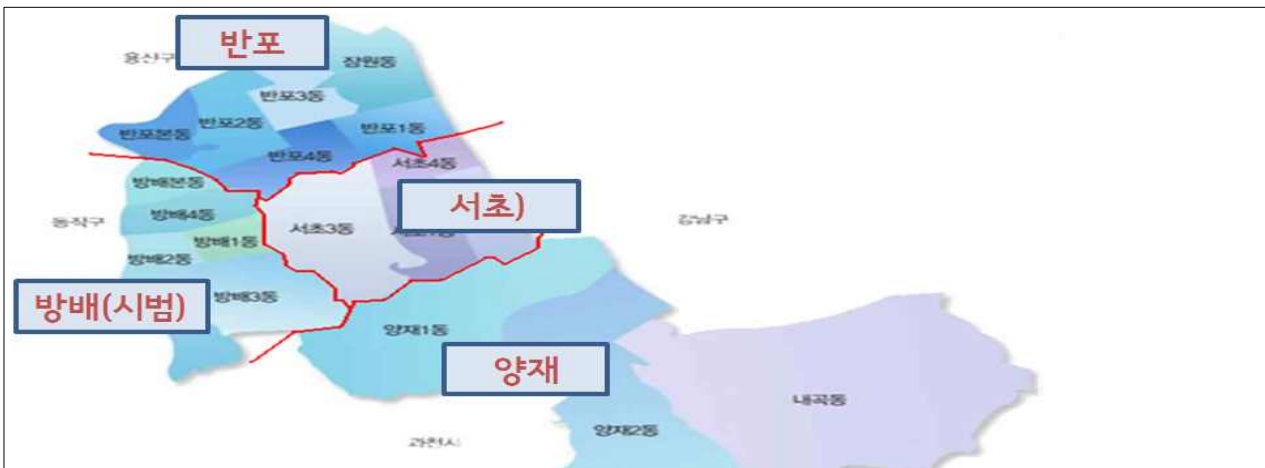 반포
용산구
잠원동
반포3동
반포본동
반포2동
반포1동
반포4동
서초4동
방배본동
서초)
동작구
방배4동
서초3동
강남구
방배1동
방배2동
방배(시범)
방배3동
양재1동
양재
내곡동
양재2동
과천시